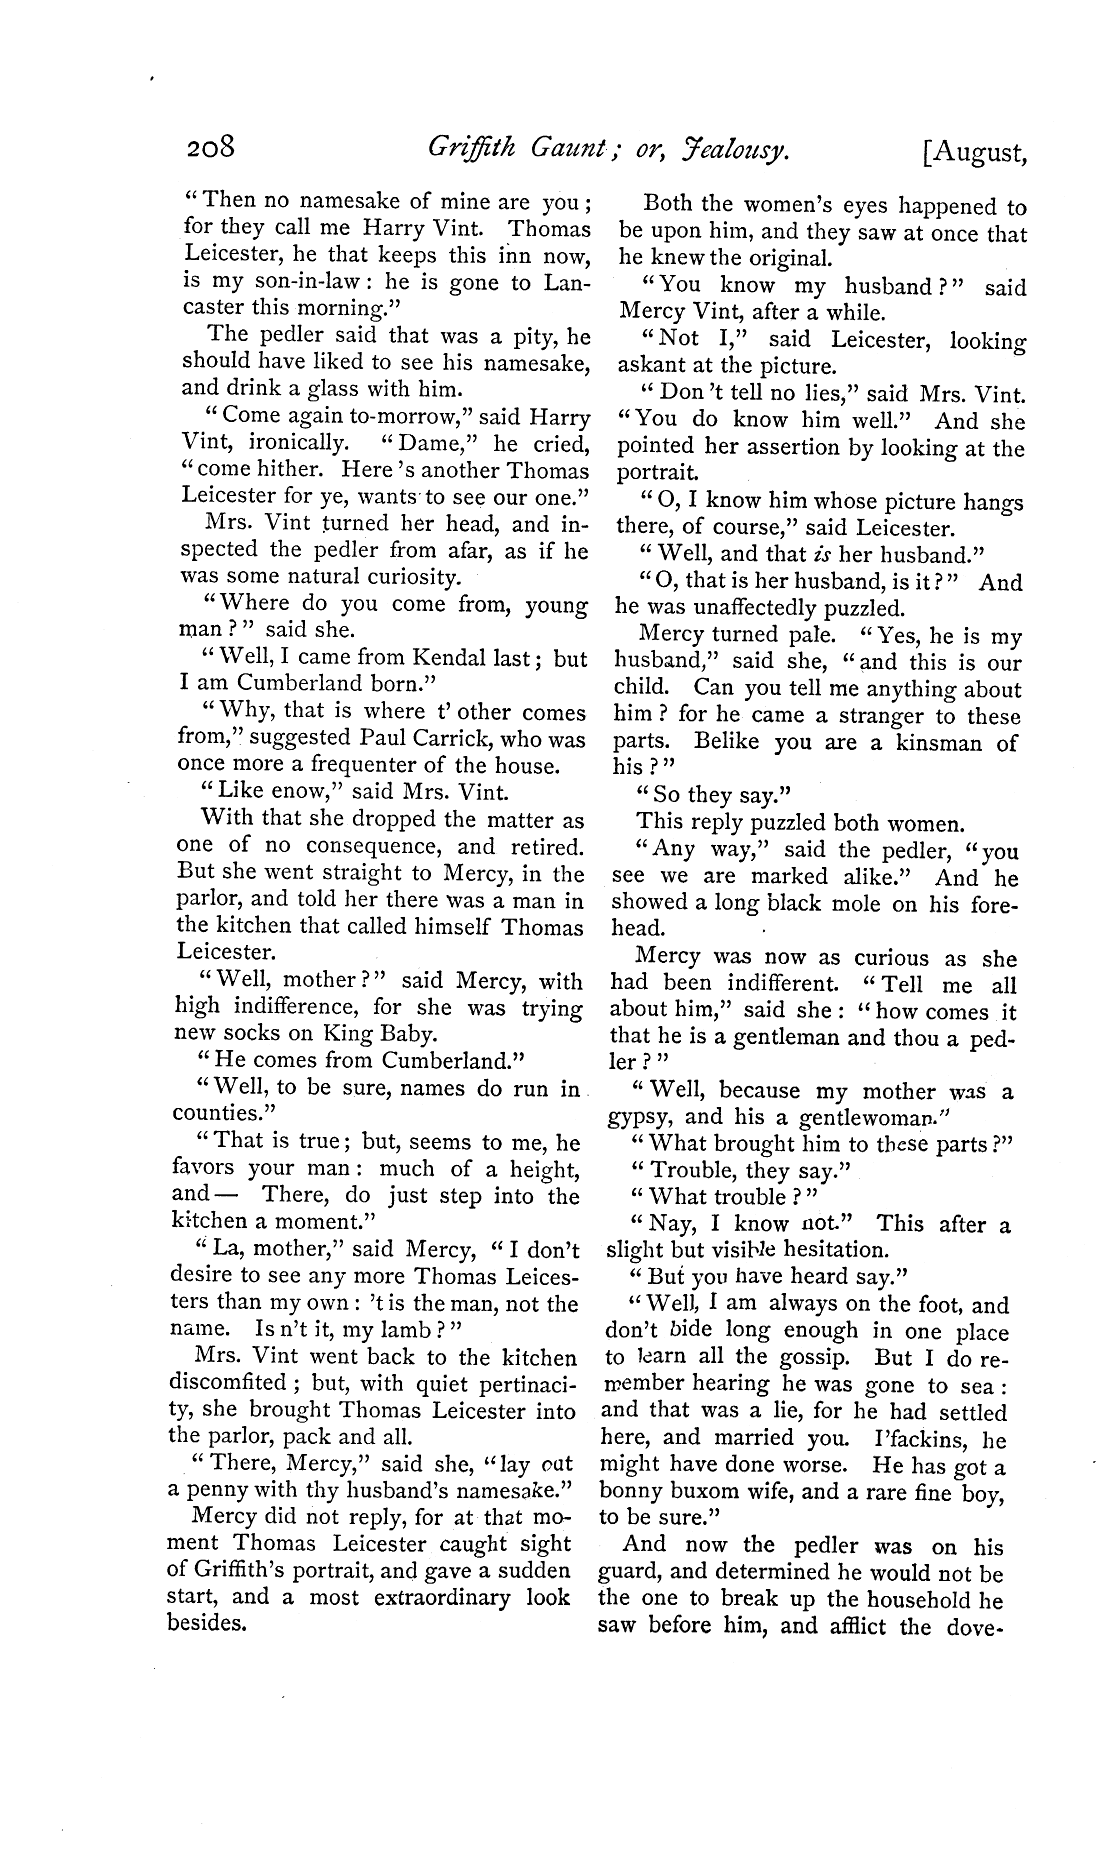 208 Griffith Gaunt; or, Jealousy. [August,
"Then no namesake of mine are you;
for they call me Harry Vint. Thomas
Leicester, he that keeps this inn now,
is my son-in-law: he is gone to Lan-
caster this morning."
The pedler said that was a pity, he
should have liked to see his namesake,
and drink a glass with him.
"Come again to-morrow," said Harry
Vint, ironically. "Dame," he cried,
"come hither. Here 's another Thomas
Leicester for ye, wants to see our one."
Mrs. Vint turned her head, and in-
spected the pedler from afar, as if he
was some natural curiosity.
"Where do you come from, young
man?" said she.
"Well, I came from Kendal last; but
I am Cumberland born."
"Why, that is where t' other comes
from," suggested Paul Carrick, who was
once more a frequenter of the house.
"Like enow," said Mrs. Vint.
With that she dropped the matter as
one of no consequence, and retired.
But she went straight to Mercy, in the
parlor, and told her there was a man in
the kitchen that called himself Thomas
Leicester.
"Well, mother?" said Mercy, with
high indifference, for she was trying
new socks on King Baby.
"He comes from Cumberland."
"Well, to be sure, names do run in
counties."
"That is true; but, seems to me, he
favors your man: much of a height,
and— There, do just step into the
kitchen a moment."
"La, mother," said Mercy, "I don't
desire to see any more Thomas Leices-
ters than my own: 't is the man, not the
name. Is n't it, my lamb?"
Mrs. Vint went back to the kitchen
discomfited; but, with quiet pertinaci-
ty, she brought Thomas Leicester into
the parlor, pack and all.
"There, Mercy," said she, "lay out
a penny with thy husband's namesake."
Mercy did not reply, for at that mo-
ment Thomas Leicester caught sight
of Griffith's portrait, and gave a sudden
start, and a most extraordinary look
besides.
Both the women's eyes happened to
be upon him, and they saw at once that
he knew the original.
"You know my husband?" said
Mercy Vint, after a while.
"Not I," said Leicester, looking
askant at the picture.
"Don 't tell no lies," said Mrs. Vint.
"You do know him well." And she
pointed her assertion by looking at the
portrait.
"O, I know him whose picture hangs
there, of course," said Leicester.
"Well, and that is her husband."
"O, that is her husband, is it?" And
he was unaffectedly puzzled.
Mercy turned pale. "Yes, he is my
husband," said she, "and this is our
child. Can you tell me anything about
him? for he came a stranger to these
parts. Belike you are a kinsman of
his?"
"So they say."
This reply puzzled both women.
"Any way," said the pedler, "you
see we are marked alike." And he
showed a long black mole on his fore-
head.
Mercy was now as curious as she
had been indifferent. "Tell me all
about him," said she: "how comes it
that he is a gentleman and thou a ped-
ler?"
"Well, because my mother was a
gypsy, and his a gentlewoman."
"What brought him to these parts?"
"Trouble, they say."
"What trouble?"
"Nay, I know not." This after a
slight but visible hesitation.
"But you have heard say."
"Well, I am always on the foot, and
don't bide long enough in one place
to learn all the gossip. But I do re-
member hearing he was gone to sea:
and that was a lie, for he had settled
here, and married you. I'fackins, he
might have done worse. He has got a
bonny buxom wife, and a rare fine boy,
to be sure."
And now the pedler was on his
guard, and determined he would not be
the one to break up the household he
saw before him, and afflict the dove-